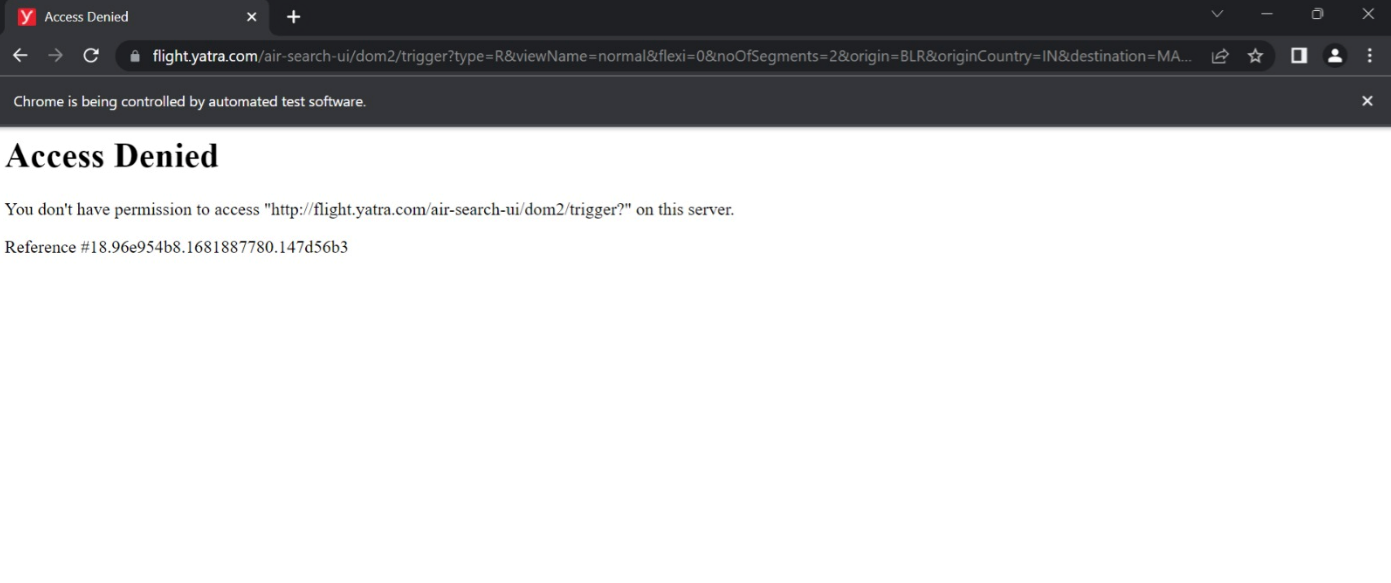 Access Denied
flight.yatra.com/air-search-ui/dom2/trigger?type=R&viewName=normal&flexi=0&noOfSegments=2&origin=BLR&originCountry=IN&destination=MA...
Chrome is being controlled by automated test software.
Access Denied
You don't have permission to access "http://flight.yatra.com/air-search-ui/dom2/trigger?" on this server.
Reference #18.96e954b8.1681887780.147d56b3